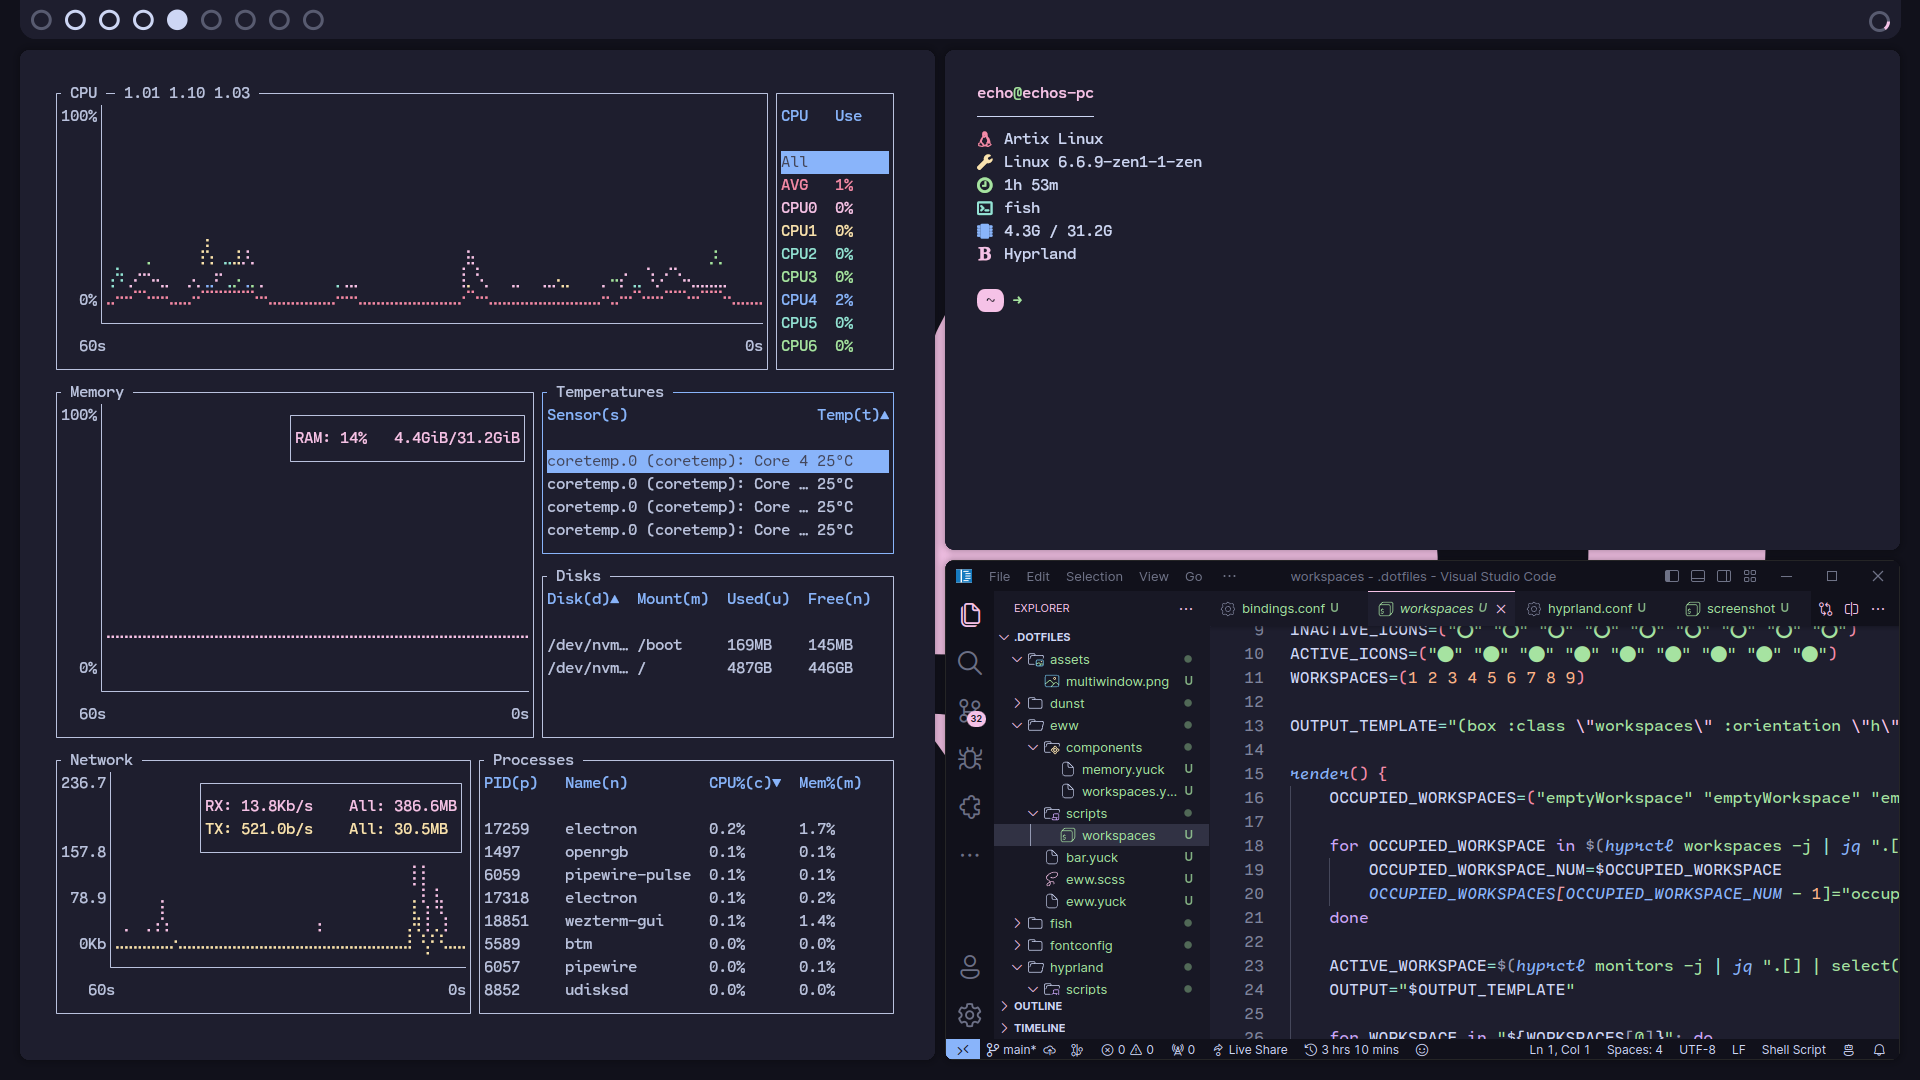 CPU — 1.01 1.10 1.03
100%
0%
60s 0s
CPU Use
All
AVG 1%
CPU0 0%
CPU1 0%
CPU2 0%
CPU3 0%
CPU4 2%
CPU5 0%
CPU6 0%
Memory
100%
RAM: 14% 4.4GiB/31.2GiB
0%
60s 0s
Temperatures
Sensor(s) Temp(t)▲
coretemp.0 (coretemp): Core 4 25°C
coretemp.0 (coretemp): Core … 25°C
coretemp.0 (coretemp): Core … 25°C
coretemp.0 (coretemp): Core … 25°C
Disks
Disk(d)▲ Mount(m) Used(u) Free(n)
/dev/nvm… /boot 169MB 145MB
/dev/nvm… / 487GB 446GB
Network
236.7
RX: 13.8Kb/s All: 386.6MB
TX: 521.0b/s All: 30.5MB
157.8
78.9
0Kb
60s 0s
Processes
PID(p) Name(n) CPU%(c)▼ Mem%(m)
17259 electron 0.2% 1.7%
1497 openrgb 0.1% 0.1%
6059 pipewire-pulse 0.1% 0.1%
17318 electron 0.1% 0.2%
18851 wezterm-gui 0.1% 1.4%
5589 btm 0.0% 0.0%
6057 pipewire 0.0% 0.1%
8852 udisksd 0.0% 0.0%
echo@echos-pc
Artix Linux
Linux 6.6.9-zen1-1-zen
1h 53m
fish
4.3G / 31.2G
Hyprland
~ ➜
File Edit Selection View Go ··· workspaces - .dotfiles - Visual Studio Code
EXPLORER ···
bindings.conf U workspaces U hyprland.conf U screenshot U ···
.DOTFILES
assets
multiwindow.png U
dunst
eww
components
memory.yuck U
workspaces.y... U
scripts
workspaces U
bar.yuck U
eww.scss U
eww.yuck U
fish
fontconfig
hyprland
scripts
OUTLINE
TIMELINE
32
9 INACTIVE_ICONS=("○" "○" "○" "○" "○" "○" "○" "○" "○")
10 ACTIVE_ICONS=("●" "●" "●" "●" "●" "●" "●" "●" "●")
11 WORKSPACES=(1 2 3 4 5 6 7 8 9)
12
13 OUTPUT_TEMPLATE="(box :class \"workspaces\" :orientation \"h\"
14
15 render() {
16 OCCUPIED_WORKSPACES=("emptyWorkspace" "emptyWorkspace" "em
17
18 for OCCUPIED_WORKSPACE in $(hyprctl workspaces -j | jq ".[
19 OCCUPIED_WORKSPACE_NUM=$OCCUPIED_WORKSPACE
20 OCCUPIED_WORKSPACES[OCCUPIED_WORKSPACE_NUM - 1]="occup
21 done
22
23 ACTIVE_WORKSPACE=$(hyprctl monitors -j | jq ".[] | select(
24 OUTPUT="$OUTPUT_TEMPLATE"
25
26 for WORKSPACE in "${WORKSPACES[@]}"; do
main* 0 0 0 Live Share 3 hrs 10 mins Ln 1, Col 1 Spaces: 4 UTF-8 LF Shell Script